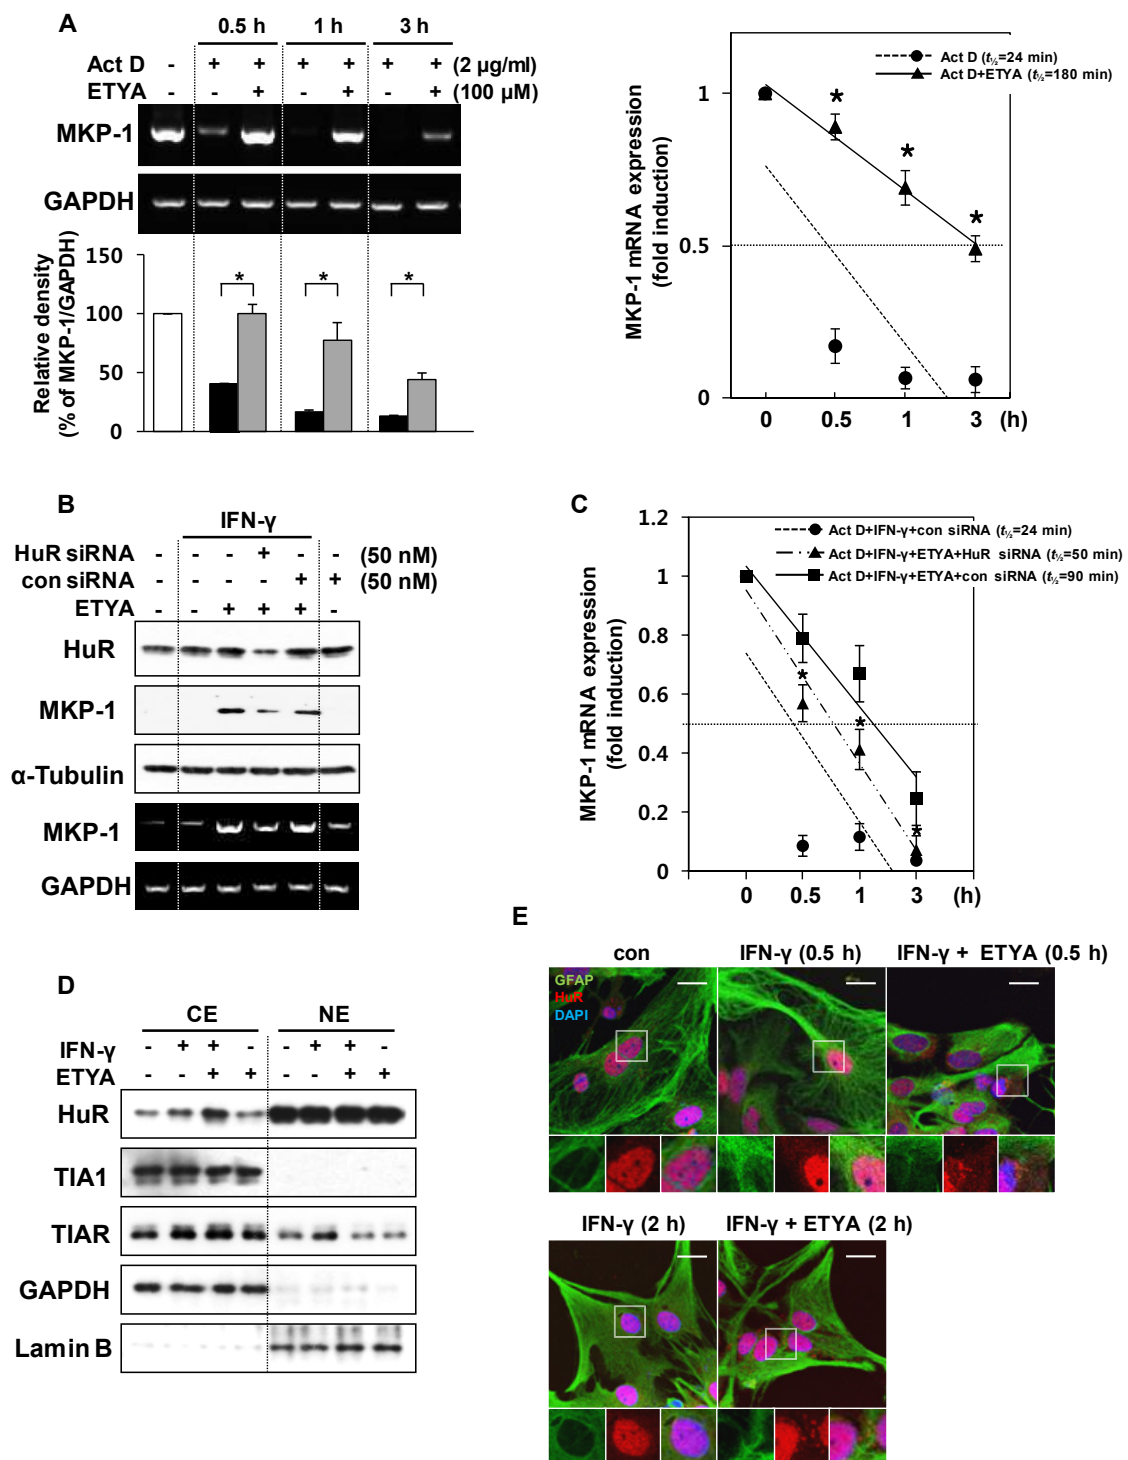 A
0.5 h 1 h 3 h
Act D - + + + + + + (2 µg/ml)
ETYA - - + - + - + (100 µM)
MKP-1
GAPDH
Relative density
(% of MKP-1/GAPDH)
150
100
50
0
* * *
MKP-1 mRNA expression
(fold induction)
Act D (t½=24 min)
Act D+ETYA (t½=180 min)
1
0.5
0
* * *
0 0.5 1 3 (h)
B
IFN-γ
HuR siRNA - - - + - - (50 nM)
con siRNA - - - - + + (50 nM)
ETYA - - + + + -
HuR
MKP-1
α-Tubulin
MKP-1
GAPDH
C
MKP-1 mRNA expression
(fold induction)
Act D+IFN-γ+con siRNA (t½=24 min)
Act D+IFN-γ+ETYA+HuR siRNA (t½=50 min)
Act D+IFN-γ+ETYA+con siRNA (t½=90 min)
1.2
1
0.8
0.6
0.4
0.2
0
* * *
0 0.5 1 3 (h)
D
CE NE
IFN-γ - + + - - + + -
ETYA - - + + - - + +
HuR
TIA1
TIAR
GAPDH
Lamin B
E
con IFN-γ (0.5 h) IFN-γ + ETYA (0.5 h)
GFAP
HuR
DAPI
IFN-γ (2 h) IFN-γ + ETYA (2 h)